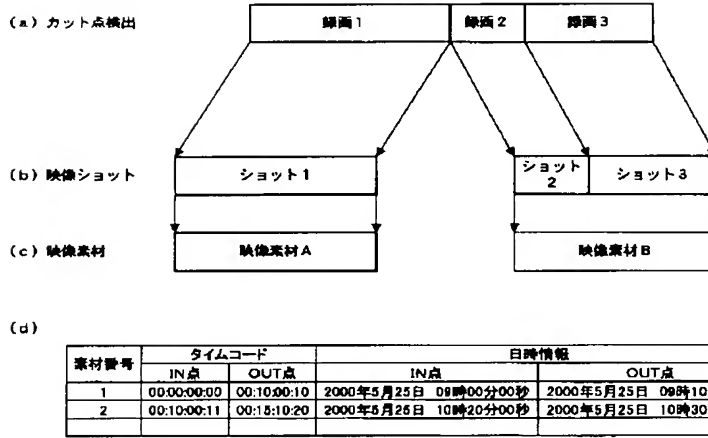 (a) カット点検出
録画1 録画2 録画3
(b) 映像ショット
ショット1 ショット2 ショット3
(c) 映像素材
映像素材A 映像素材B
(d)
素材番号 タイムコード 日時情報
IN点 OUT点 IN点 OUT点
1 00:00:00:00 00:10:00:10 2000年5月25日 09時00分00秒 2000年5月25日 09時10
2 00:10:00:11 00:15:10:20 2000年5月25日 10時20分00秒 2000年5月25日 10時30